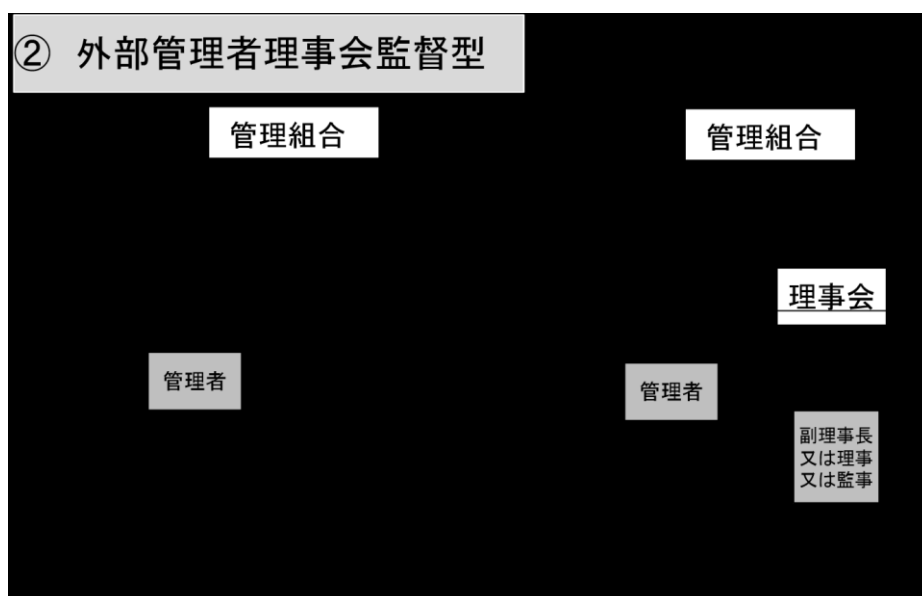 ② 外部管理者理事会監督型
管理組合
管理組合
理事会
管理者
管理者
副理事長
又は理事
又は監事